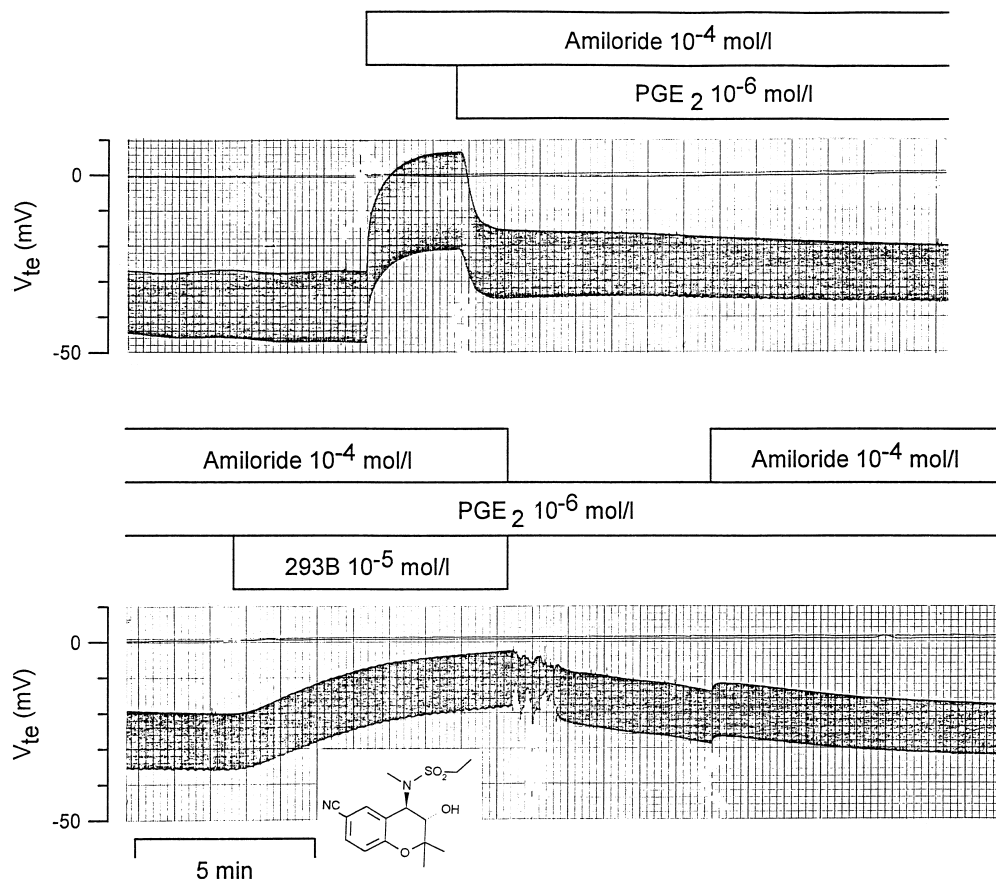 Amiloride 10-4 mol/l
PGE 2 10-6 mol/l
0
-50
Vte (mV)
Amiloride 10-4 mol/l
Amiloride 10-4 mol/l
PGE 2 10-6 mol/l
293B 10-5 mol/l
0
-50
Vte (mV)
SO2
N
NC
OH
O
5 min